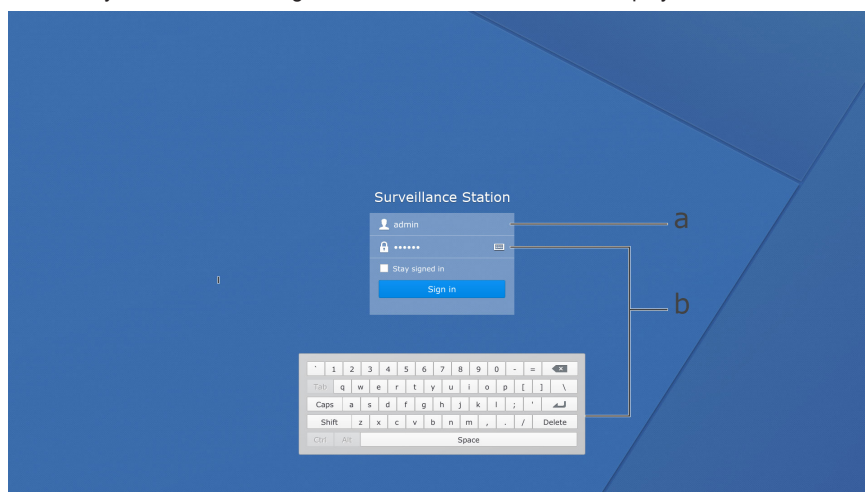 Surveillance Station
admin
a
••••••
Stay signed in
Sign in
b
` 1 2 3 4 5 6 7 8 9 0 - =
Tab q w e r t y u i o p [ ] \
Caps a s d f g h j k l ; '
Shift z x c v b n m , . / Delete
Ctrl Alt Space